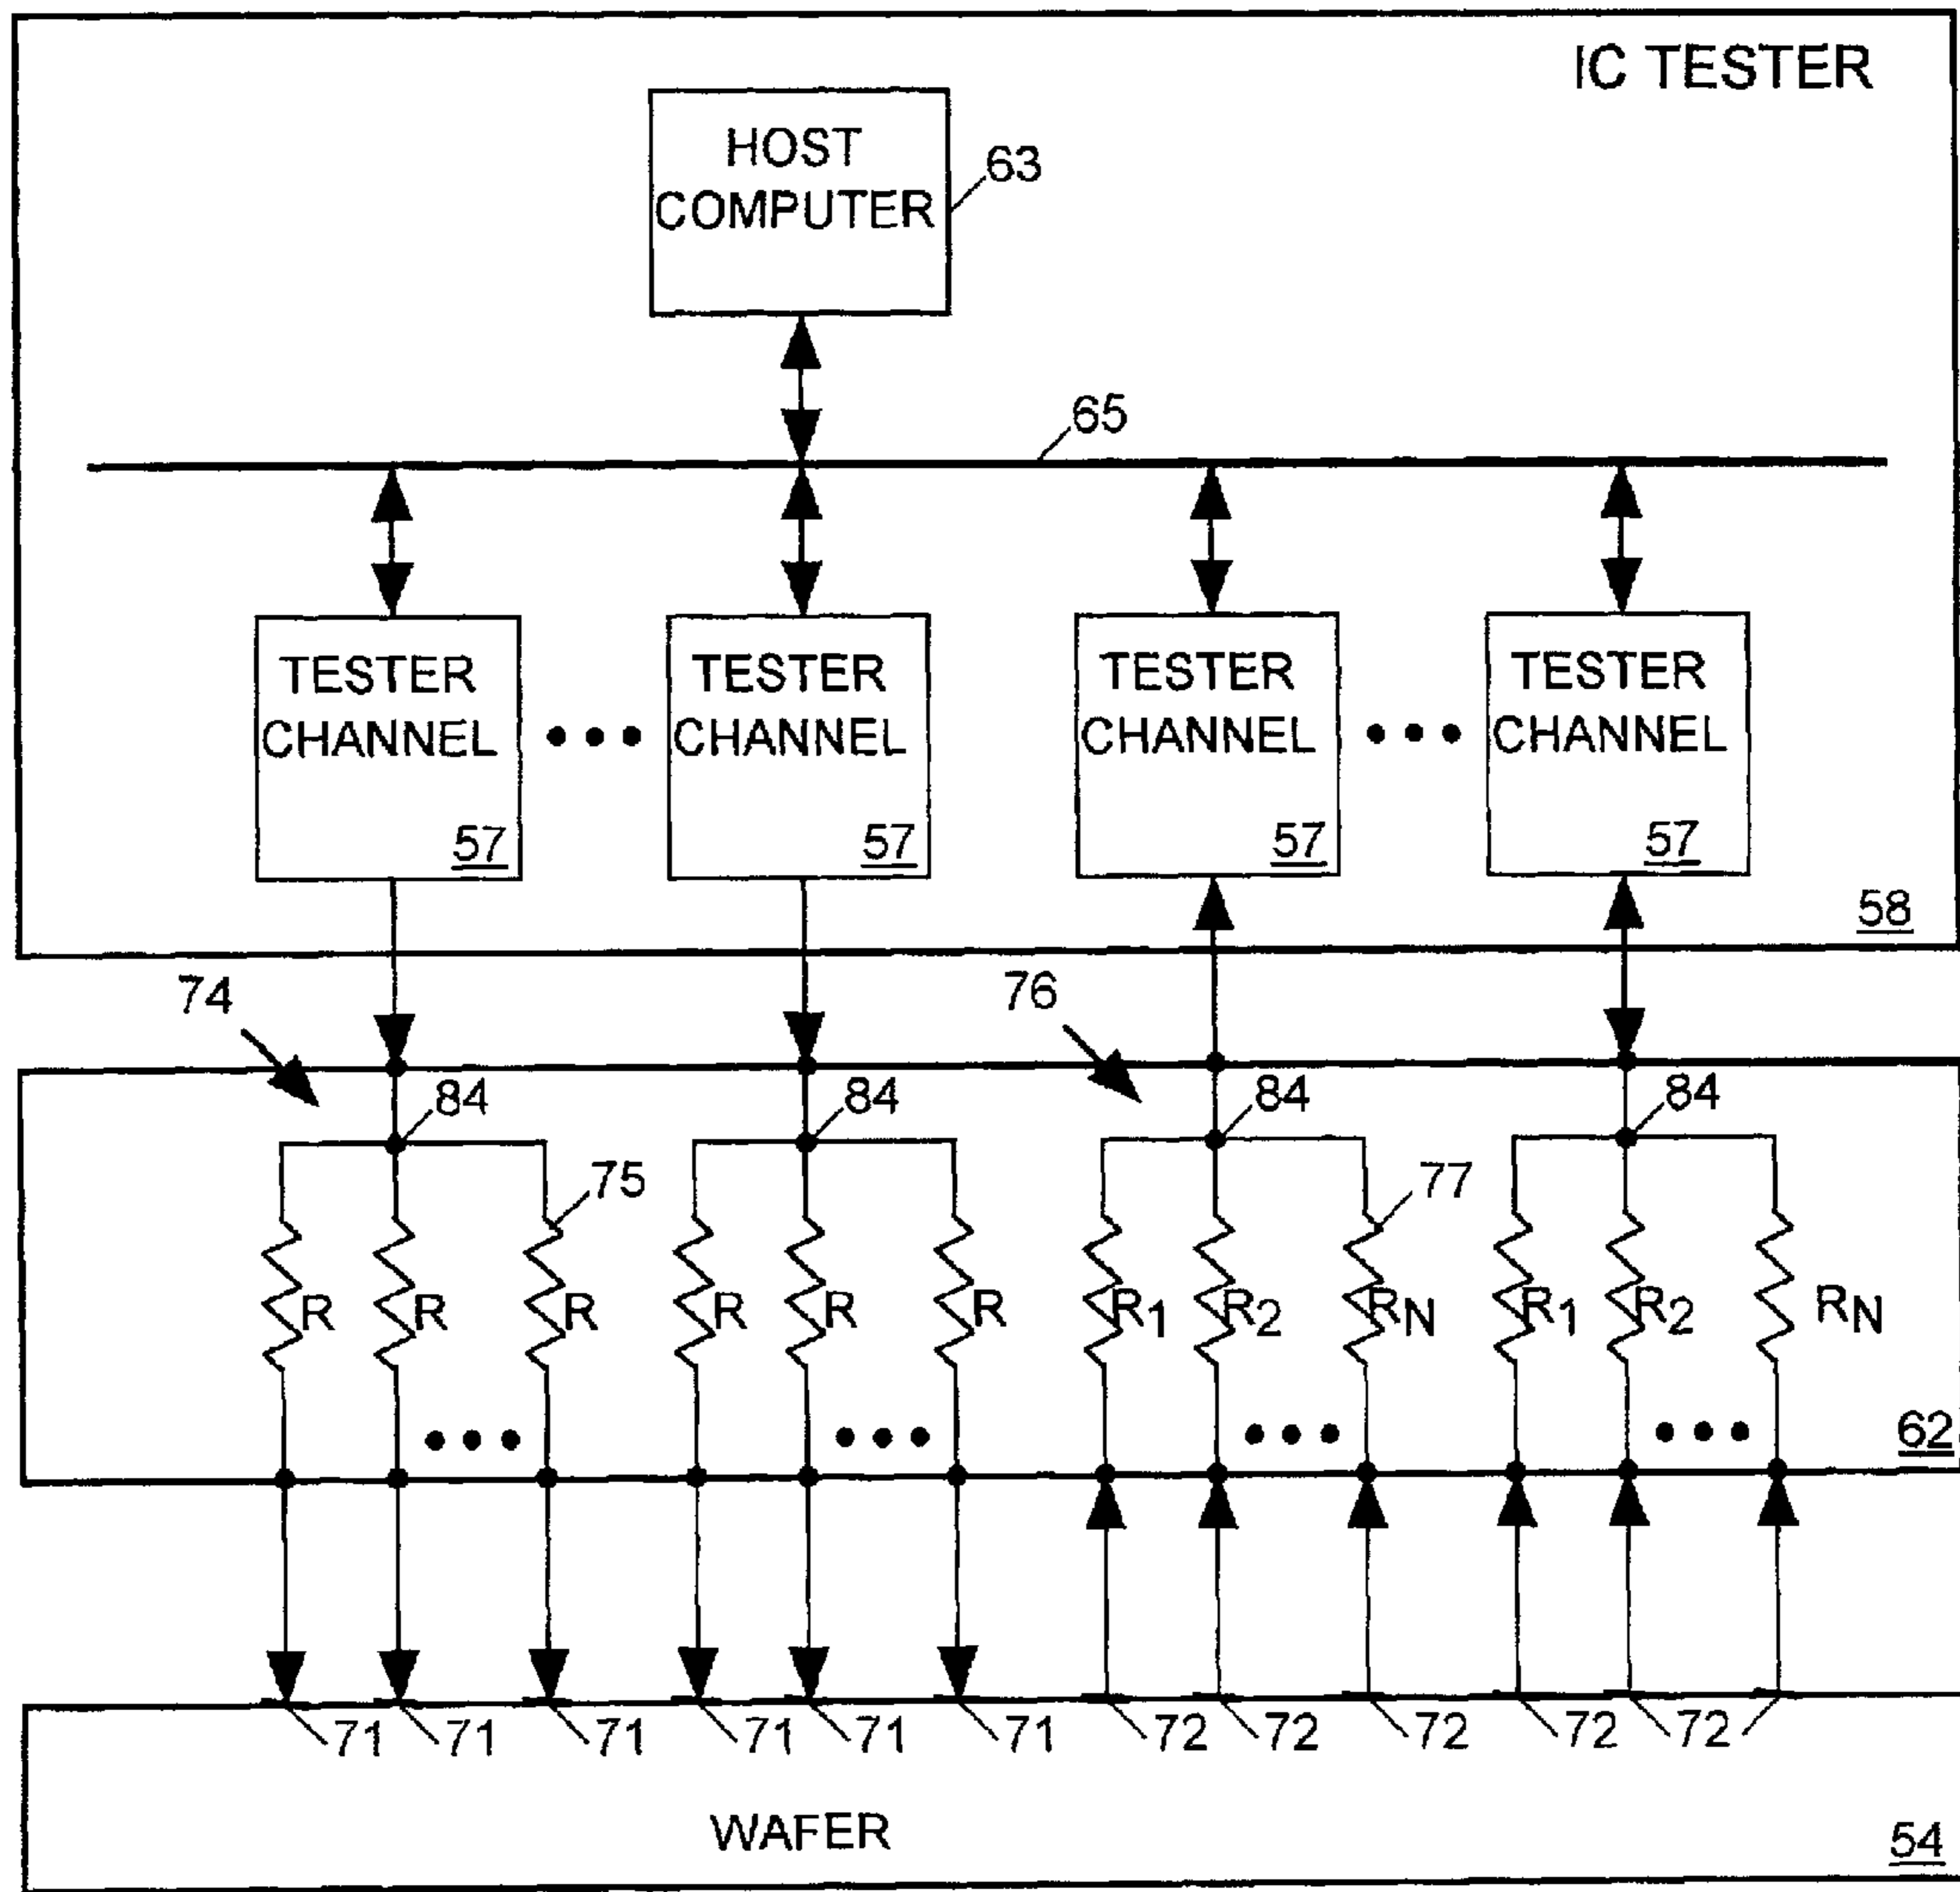 IC TESTER
HOST
COMPUTER
63
65
TESTER
CHANNEL
57
TESTER
CHANNEL
57
TESTER
CHANNEL
57
TESTER
CHANNEL
57
58
74
76
84
84
84
84
75
77
R R R R R R R1 R2 RN R1 R2 RN
62
71 71 71 71 71 71 72 72 72 72 72
WAFER
54